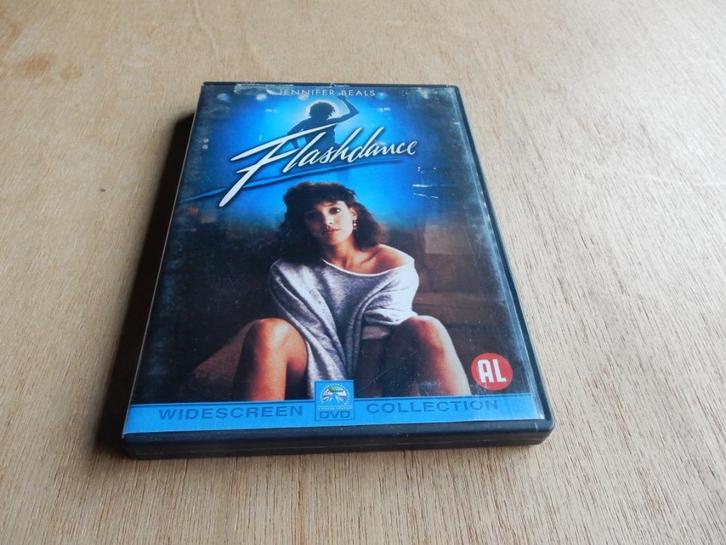 JENNIFER BEALS
Flashdance
AL
WIDESCREEN DVD COLLECTION